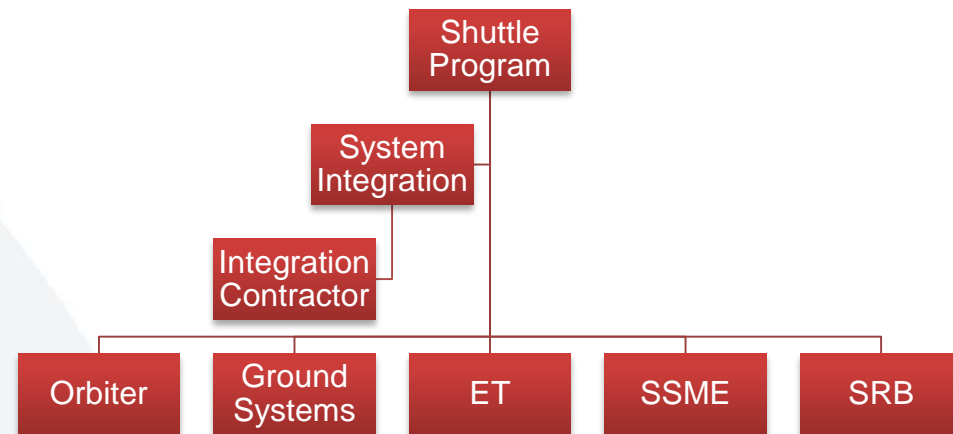 Shuttle
Program
System
Integration
Integration
Contractor
Orbiter
Ground
Systems
ET
SSME
SRB